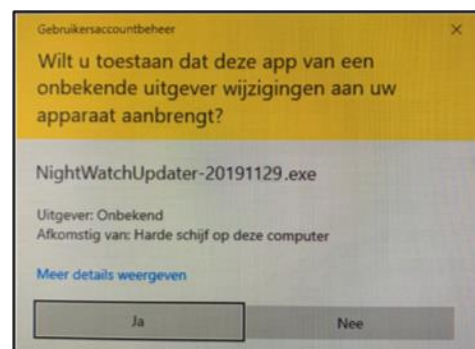 Gebruikersaccountbeheer
Wilt u toestaan dat deze app van een
onbekende uitgever wijzigingen aan uw
apparaat aanbrengt?
NightWatchUpdater-20191129.exe
Uitgever: Onbekend
Afkomstig van: Harde schijf op deze computer
Meer details weergeven
Ja
Nee